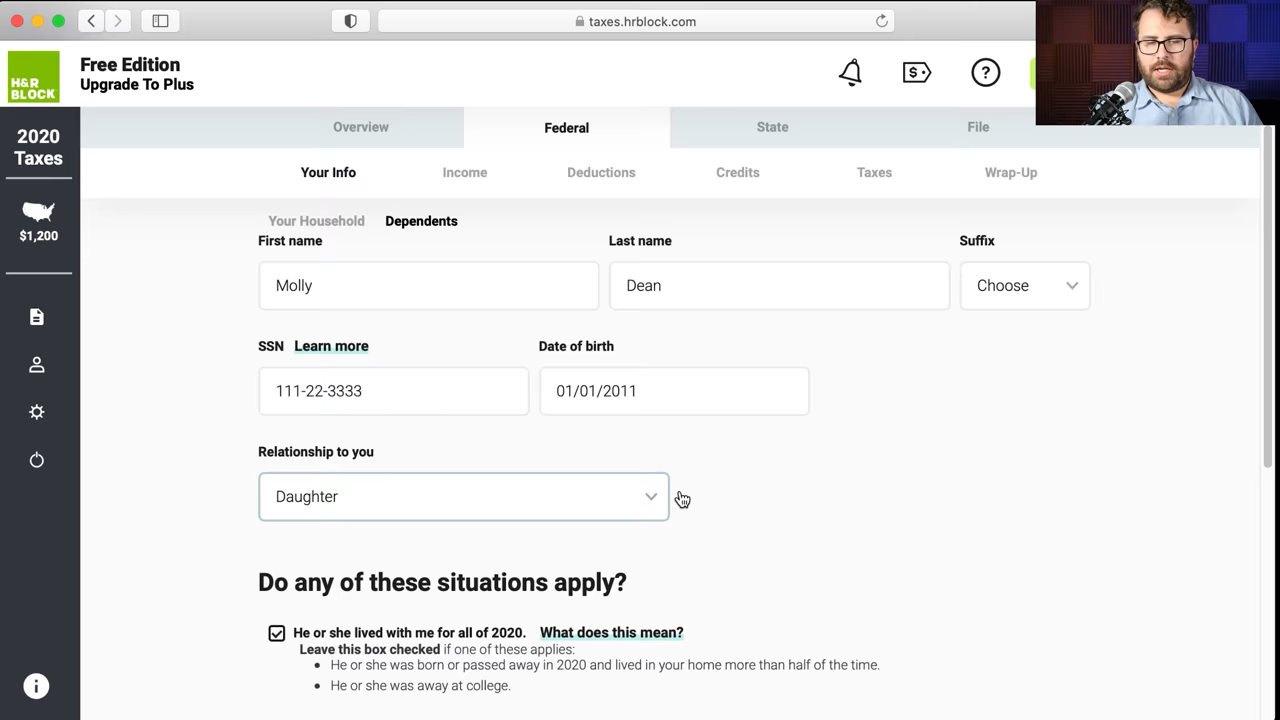 taxes.hrblock.com
H&R
BLOCK
Free Edition
Upgrade To Plus
$
?
2020
Taxes
$1,200
Overview
Federal
State
File
Your Info
Income
Deductions
Credits
Taxes
Wrap-Up
Your Household
Dependents
First name
Last name
Suffix
Molly
Dean
Choose
SSN Learn more
Date of birth
111-22-3333
01/01/2011
Relationship to you
Daughter
Do any of these situations apply?
He or she lived with me for all of 2020. What does this mean?
Leave this box checked if one of these applies:
• He or she was born or passed away in 2020 and lived in your home more than half of the time.
• He or she was away at college.
i